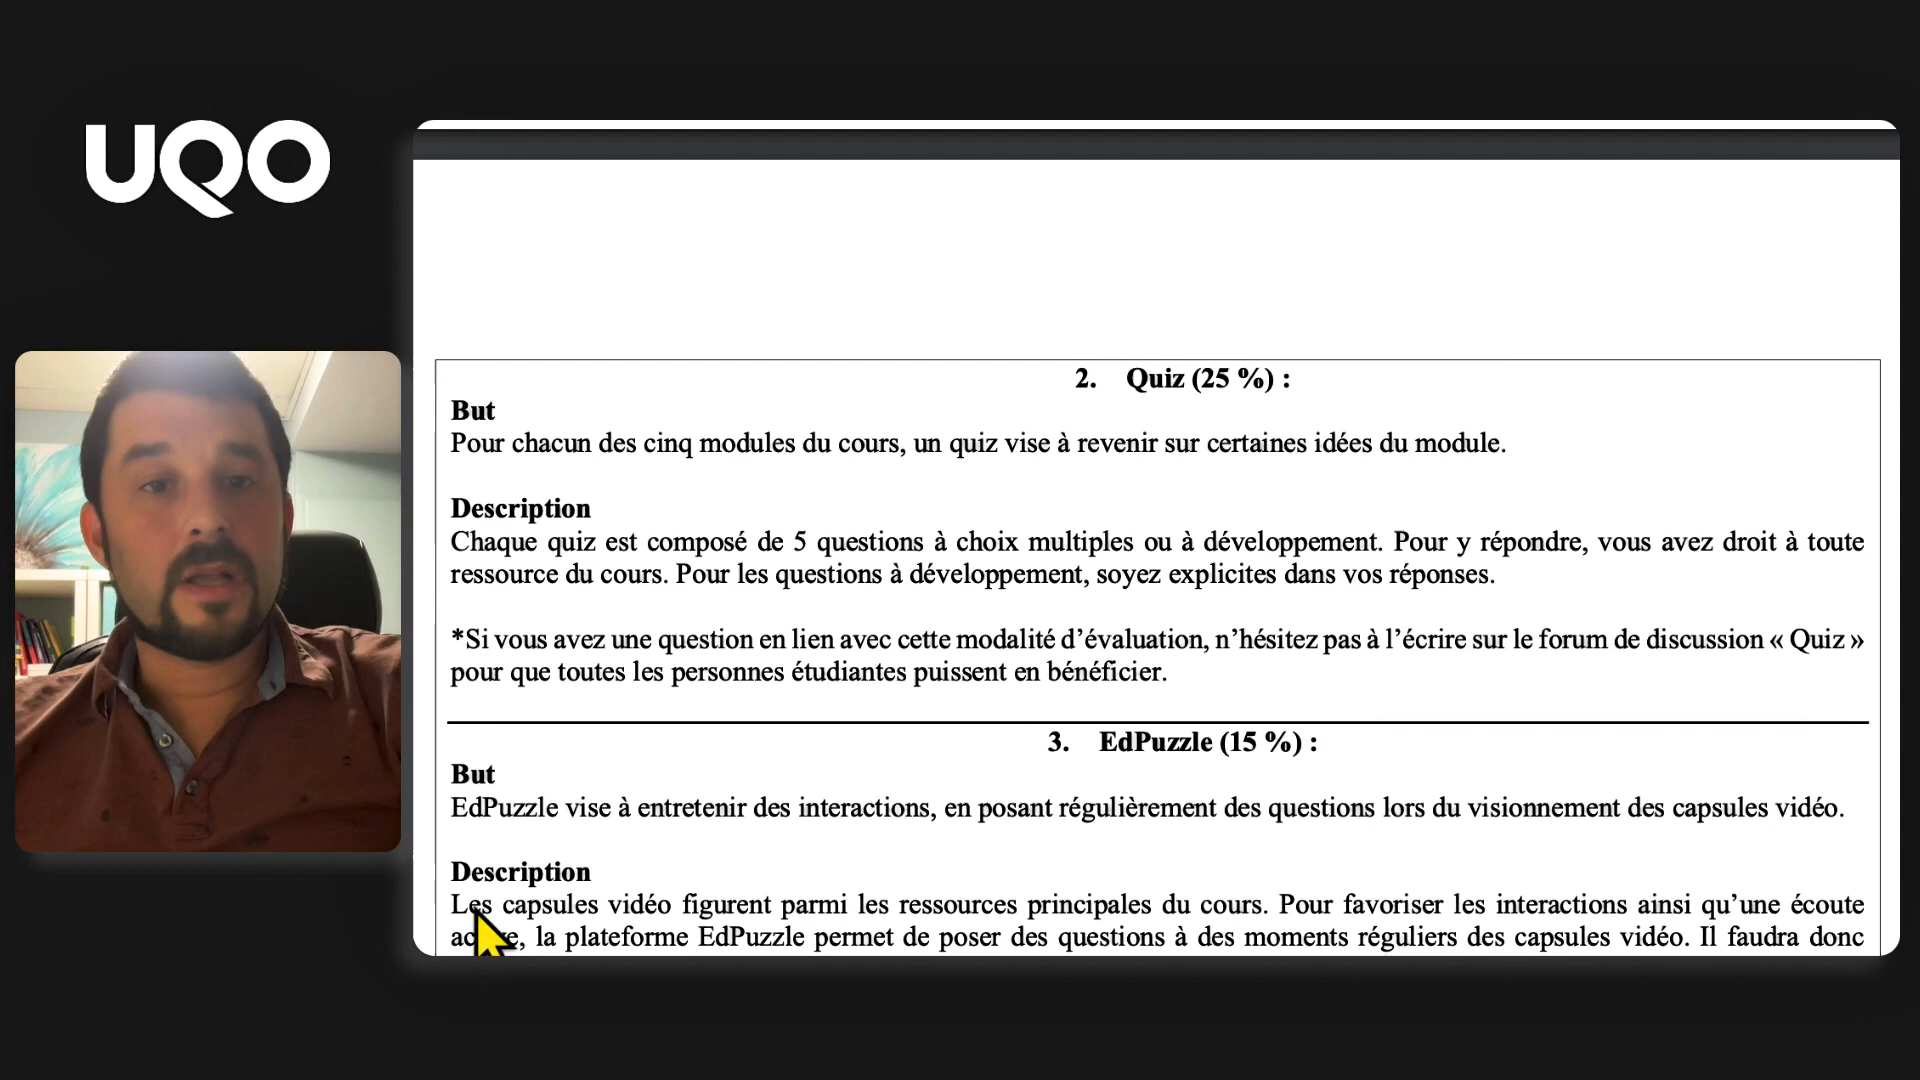 UQO
2. Quiz (25 %) :
But
Pour chacun des cinq modules du cours, un quiz vise à revenir sur certaines idées du module.
Description
Chaque quiz est composé de 5 questions à choix multiples ou à développement. Pour y répondre, vous avez droit à toute
ressource du cours. Pour les questions à développement, soyez explicites dans vos réponses.
*Si vous avez une question en lien avec cette modalité d’évaluation, n’hésitez pas à l’écrire sur le forum de discussion « Quiz »
pour que toutes les personnes étudiantes puissent en bénéficier.
3. EdPuzzle (15 %) :
But
EdPuzzle vise à entretenir des interactions, en posant régulièrement des questions lors du visionnement des capsules vidéo.
Description
Les capsules vidéo figurent parmi les ressources principales du cours. Pour favoriser les interactions ainsi qu’une écoute
la plateforme EdPuzzle permet de poser des questions à des moments réguliers des capsules vidéo. Il faudra donc